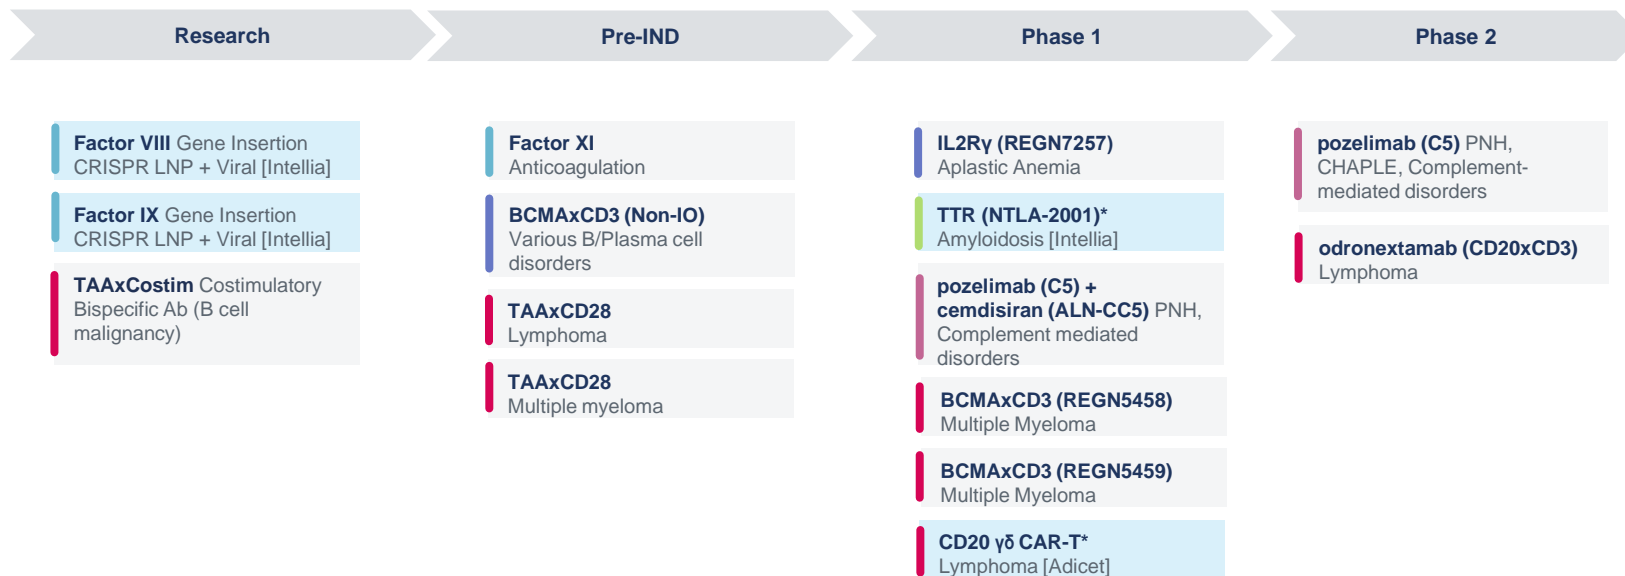 Research
Pre-IND
Phase 1
Phase 2
Factor VIII Gene Insertion
CRISPR LNP + Viral [Intellia]
Factor IX Gene Insertion
CRISPR LNP + Viral [Intellia]
TAAxCostim Costimulatory
Bispecific Ab (B cell
malignancy)
Factor XI
Anticoagulation
BCMAxCD3 (Non-IO)
Various B/Plasma cell
disorders
TAAxCD28
Lymphoma
TAAxCD28
Multiple myeloma
IL2Rγ (REGN7257)
Aplastic Anemia
TTR (NTLA-2001)*
Amyloidosis [Intellia]
pozelimab (C5) +
cemdisiran (ALN-CC5) PNH,
Complement mediated
disorders
BCMAxCD3 (REGN5458)
Multiple Myeloma
BCMAxCD3 (REGN5459)
Multiple Myeloma
CD20 γδ CAR-T*
Lymphoma [Adicet]
pozelimab (C5) PNH,
CHAPLE, Complement-
mediated disorders
odronextamab (CD20xCD3)
Lymphoma